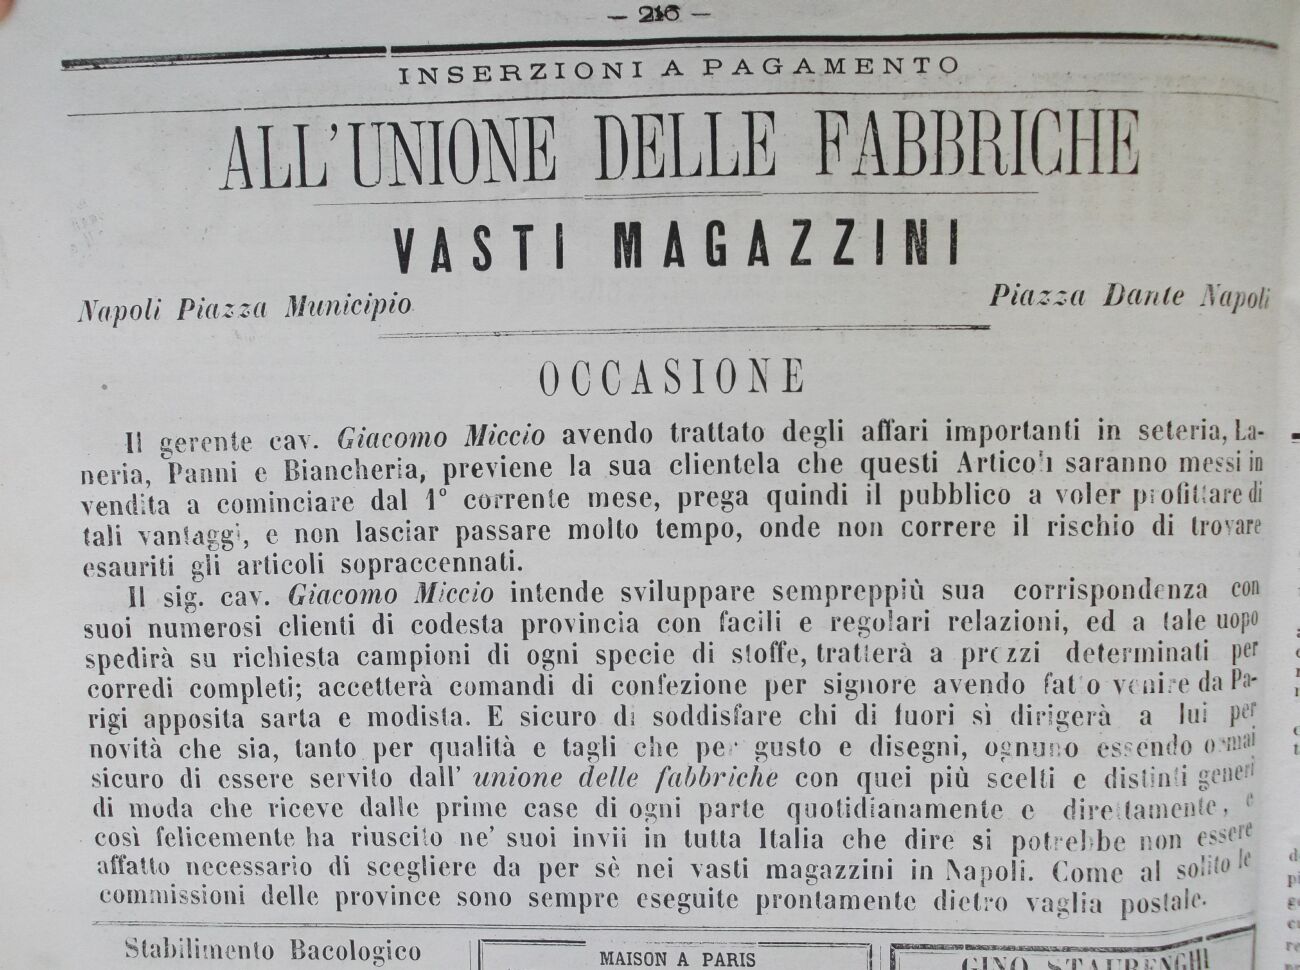 — 216 —
INSERZIONI A PAGAMENTO
ALL'UNIONE DELLE FABBRICHE
VASTI MAGAZZINI
Napoli Piazza Municipio
Piazza Dante Napoli
OCCASIONE
Il gerente cav. Giacomo Miccio avendo trattato degli affari importanti in seteria, La-
neria, Panni e Biancheria, previene la sua clientela che questi Articoli saranno messi in
vendita a cominciare dal 1° corrente mese, prega quindi il pubblico a voler profittare di
tali vantaggi, e non lasciar passare molto tempo, onde non correre il rischio di trovare
esauriti gli articoli sopraccennati.
Il sig. cav. Giacomo Miccio intende sviluppare sempreppiù sua corrispondenza con
suoi numerosi clienti di codesta provincia con facili e regolari relazioni, ed a tale uopo
spedirà su richiesta campioni di ogni specie di stoffe, tratterà a prezzi determinati per
corredi completi; accetterà comandi di confezione per signore avendo fatto venire da Pa-
rigi apposita sarta e modista. E sicuro di soddisfare chi di fuori sì dirigerà a lui per
novità che sia, tanto per qualità e tagli che per gusto e disegni, ognuno essendo ormai
sicuro di essere servito dall' unione delle fabbriche con quei più scelti e distinti generi
di moda che riceve dalle prime case di ogni parte quotidianamente e direttamente, e
così felicemente ha riuscito ne' suoi invii in tutta Italia che dire si potrebbe non essere
affatto necessario di scegliere da per sè nei vasti magazzini in Napoli. Come al solito le
commissioni delle province sono sempre eseguite prontamente dietro vaglia postale.
Stabilimento Bacologico
MAISON A PARIS
GINO STAURENGHI